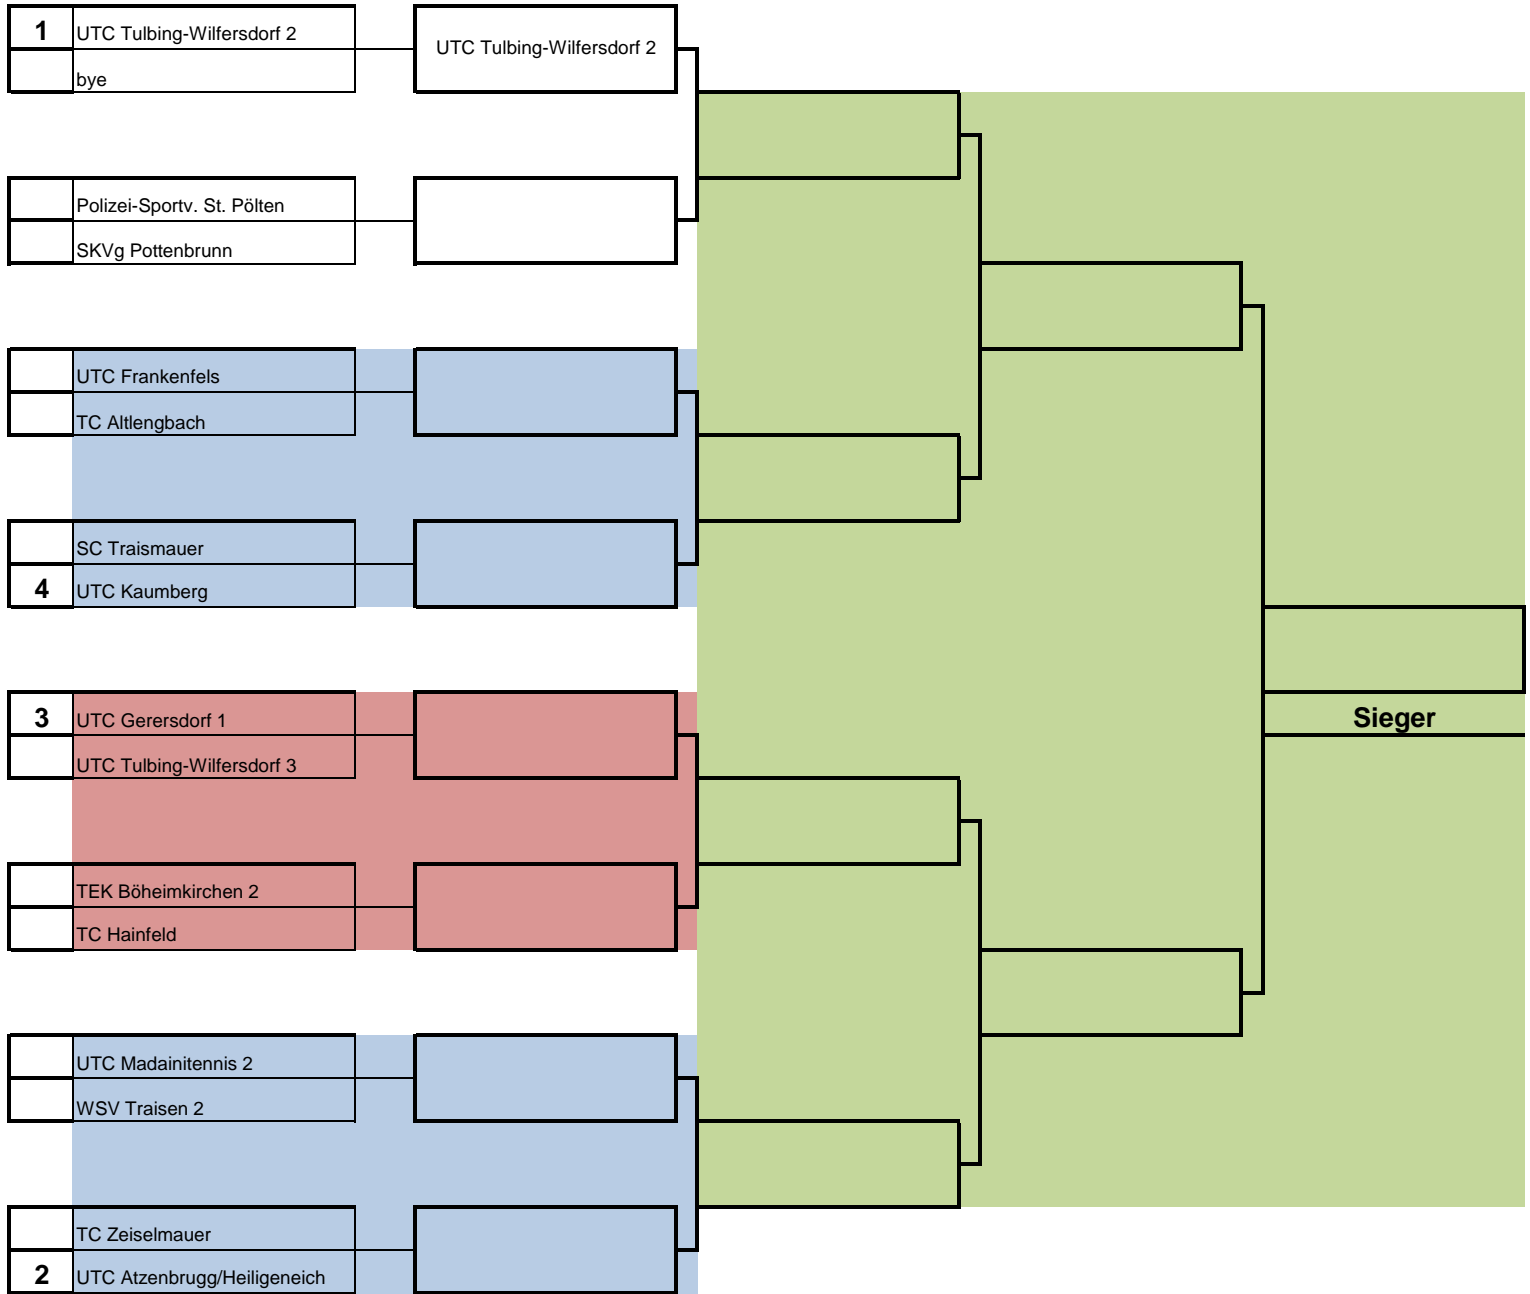 1 UTC Tulbing-Wilfersdorf 2
bye
UTC Tulbing-Wilfersdorf 2
Polizei-Sportv. St. Pölten
SKVg Pottenbrunn
UTC Frankenfels
TC Altlengbach
SC Traismauer
4 UTC Kaumberg
3 UTC Gerersdorf 1
UTC Tulbing-Wilfersdorf 3
Sieger
TEK Böheimkirchen 2
TC Hainfeld
UTC Madainitennis 2
WSV Traisen 2
TC Zeiselmauer
2 UTC Atzenbrugg/Heiligeneich